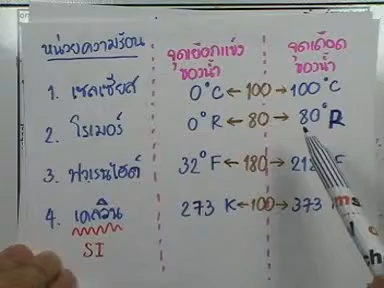 หน่วยความร้อน จุดเยือกแข็ง จุดเดือด
ของน้ำ ของน้ำ
1. เซลเซียส 0°C ← 100 → 100°C
2. โรเมอร์ 0°R ← 80 → 80°R
3. ฟาเรนไฮต์ 32°F ← 180 → 212 F
4. เคลวิน 273 K ← 100 → 373
SI